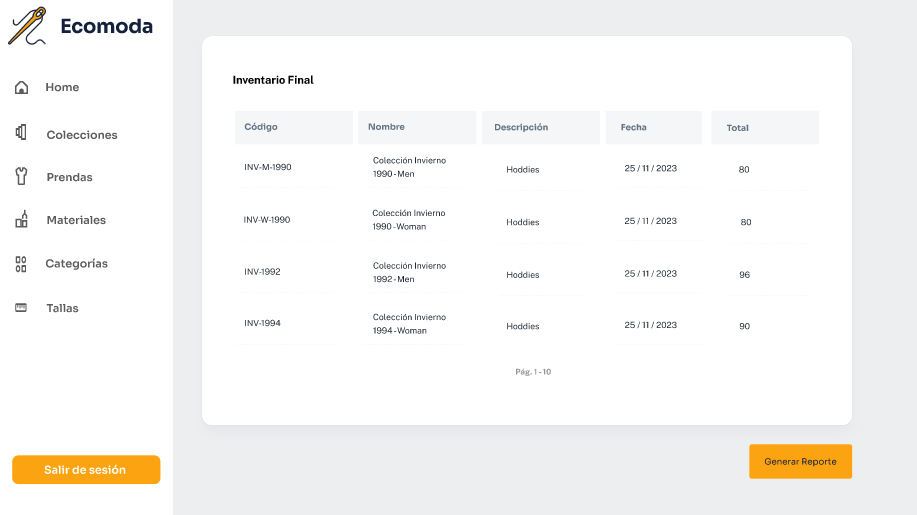 Ecomoda
Home
Colecciones
Prendas
Materiales
Categorías
Tallas
Salir de sesión
Inventario Final
Código Nombre Descripción Fecha Total
INV-M-1990 Colección Invierno 1990 - Men Hoddies 25 / 11 / 2023 80
INV-W-1990 Colección Invierno 1990 - Woman Hoddies 25 / 11 / 2023 80
INV-1992 Colección Invierno 1992 - Men Hoddies 25 / 11 / 2023 96
INV-1994 Colección Invierno 1994 - Woman Hoddies 25 / 11 / 2023 90
Pág. 1 - 10
Generar Reporte